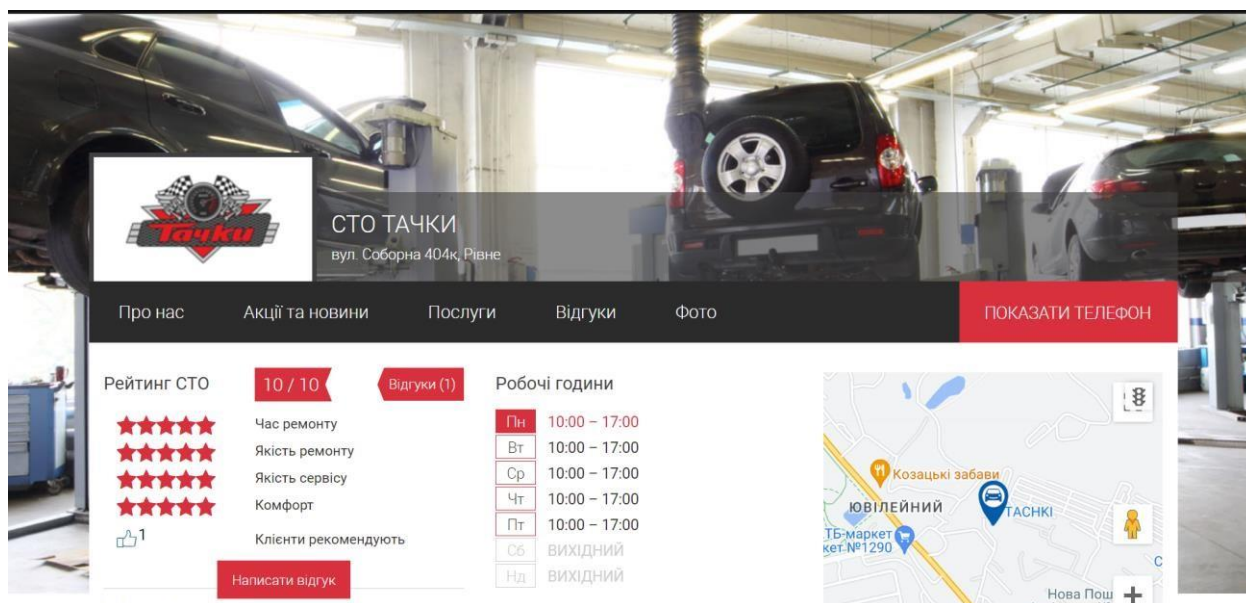 Тачки
СТО ТАЧКИ
вул. Соборна 404к, Рівне
Про нас
Акції та новини
Послуги
Відгуки
Фото
ПОКАЗАТИ ТЕЛЕФОН
Рейтинг СТО
10 / 10
Відгуки (1)
Час ремонту
Якість ремонту
Якість сервісу
Комфорт
1
Клієнти рекомендують
Написати відгук
Робочі години
Пн 10:00 – 17:00
Вт 10:00 – 17:00
Ср 10:00 – 17:00
Чт 10:00 – 17:00
Пт 10:00 – 17:00
Сб ВИХІДНИЙ
Нд ВИХІДНИЙ
Козацькі забави
ЮВІЛЕЙНИЙ
TACHKI
ТБ-маркет
кет №1290
С
Нова Пош
+